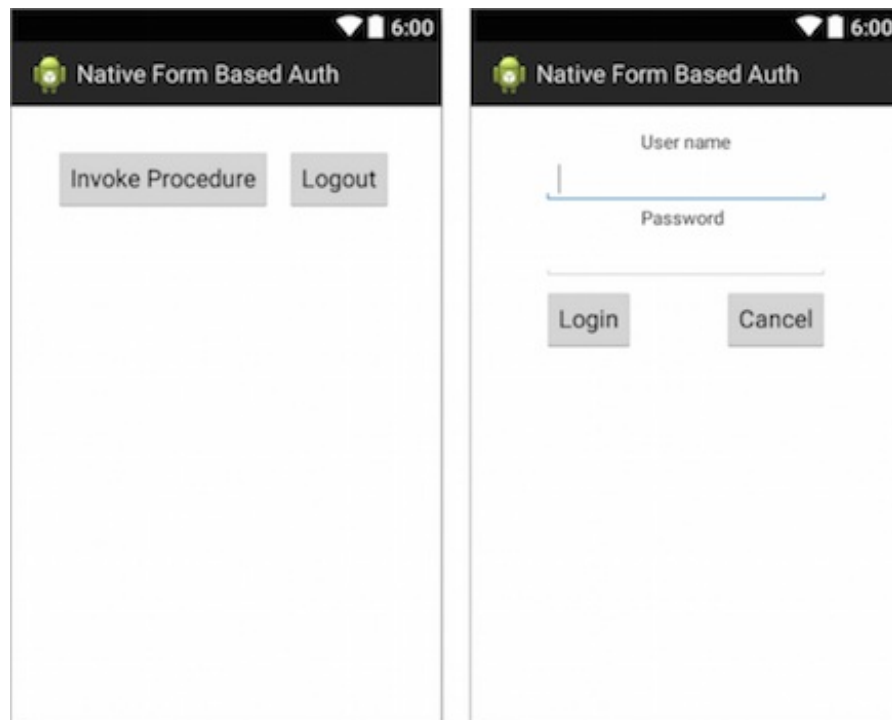 6:00
Native Form Based Auth
Invoke Procedure
Logout
6:00
Native Form Based Auth
User name
Password
Login
Cancel